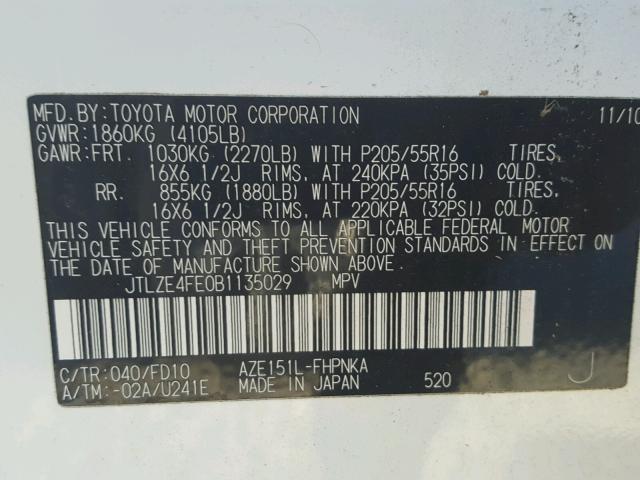 MFD.BY:TOYOTA MOTOR CORPORATION 11/10
GVWR:1860KG (4105LB)
GAWR:FRT. 1030KG (2270LB) WITH P205/55R16 TIRES,
16X6 1/2J RIMS, AT 240KPA (35PSI) COLD.
RR. 855KG (1880LB) WITH P205/55R16 TIRES,
16X6 1/2J RIMS, AT 220KPA (32PSI) COLD.
THIS VEHICLE CONFORMS TO ALL APPLICABLE FEDERAL MOTOR
VEHICLE SAFETY AND THEFT PREVENTION STANDARDS IN EFFECT ON
THE DATE OF MANUFACTURE SHOWN ABOVE.
JTLZE4FE0B1135029 MPV
C/TR:040/FD10 AZE151L-FHPNKA
A/TM:-02A/U241E MADE IN JAPAN 520 J